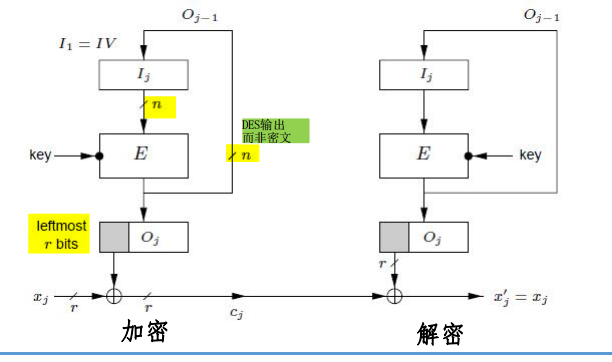 O_{j-1}
I_1 = IV
I_j
n
DES输出
而非密文
n
key
E
leftmost
r bits
O_j
x_j
r
r
c_j
加密
O_{j-1}
I_j
E
key
O_j
r
x'_j = x_j
解密